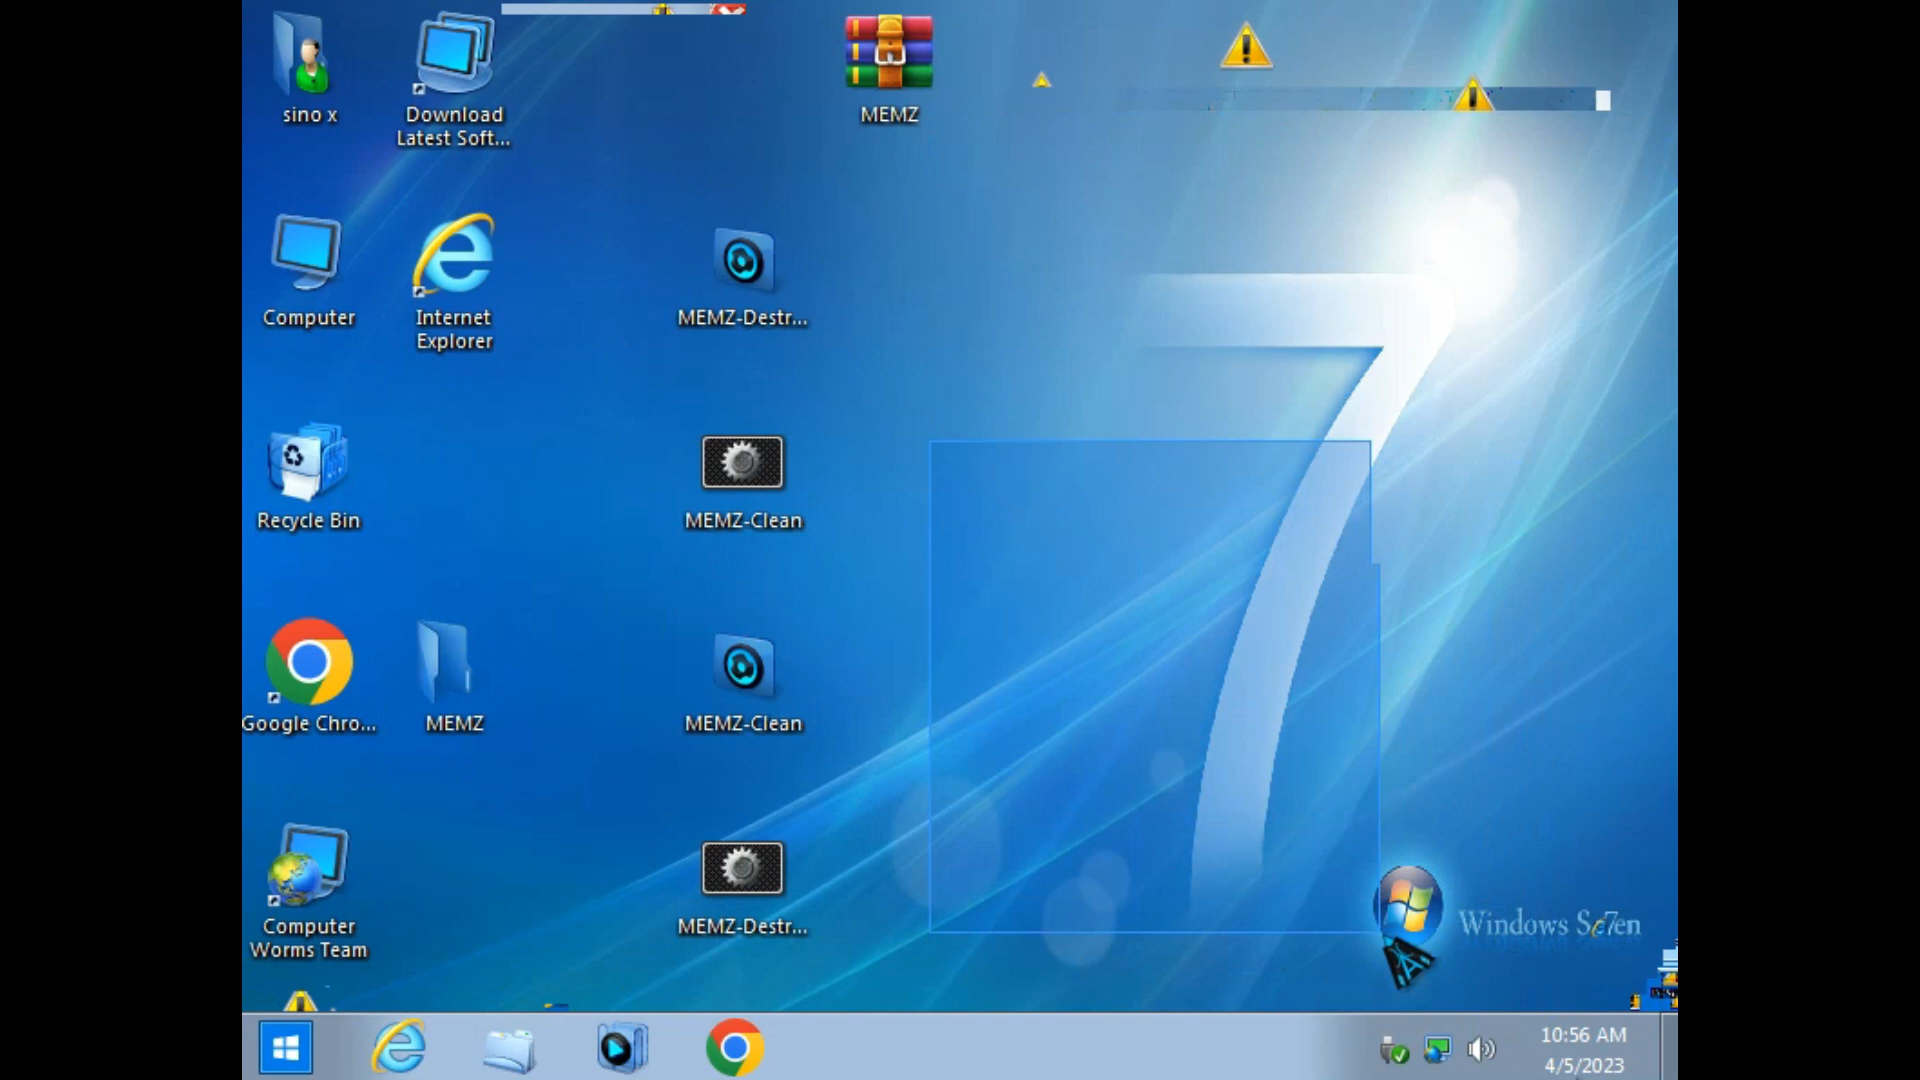 sino x
Download
Latest Soft...
MEMZ
Computer
Internet
Explorer
MEMZ-Destr...
Recycle Bin
MEMZ-Clean
Google Chro...
MEMZ
MEMZ-Clean
Computer
Worms Team
MEMZ-Destr...
7
Windows Se7en
10:56 AM
4/5/2023